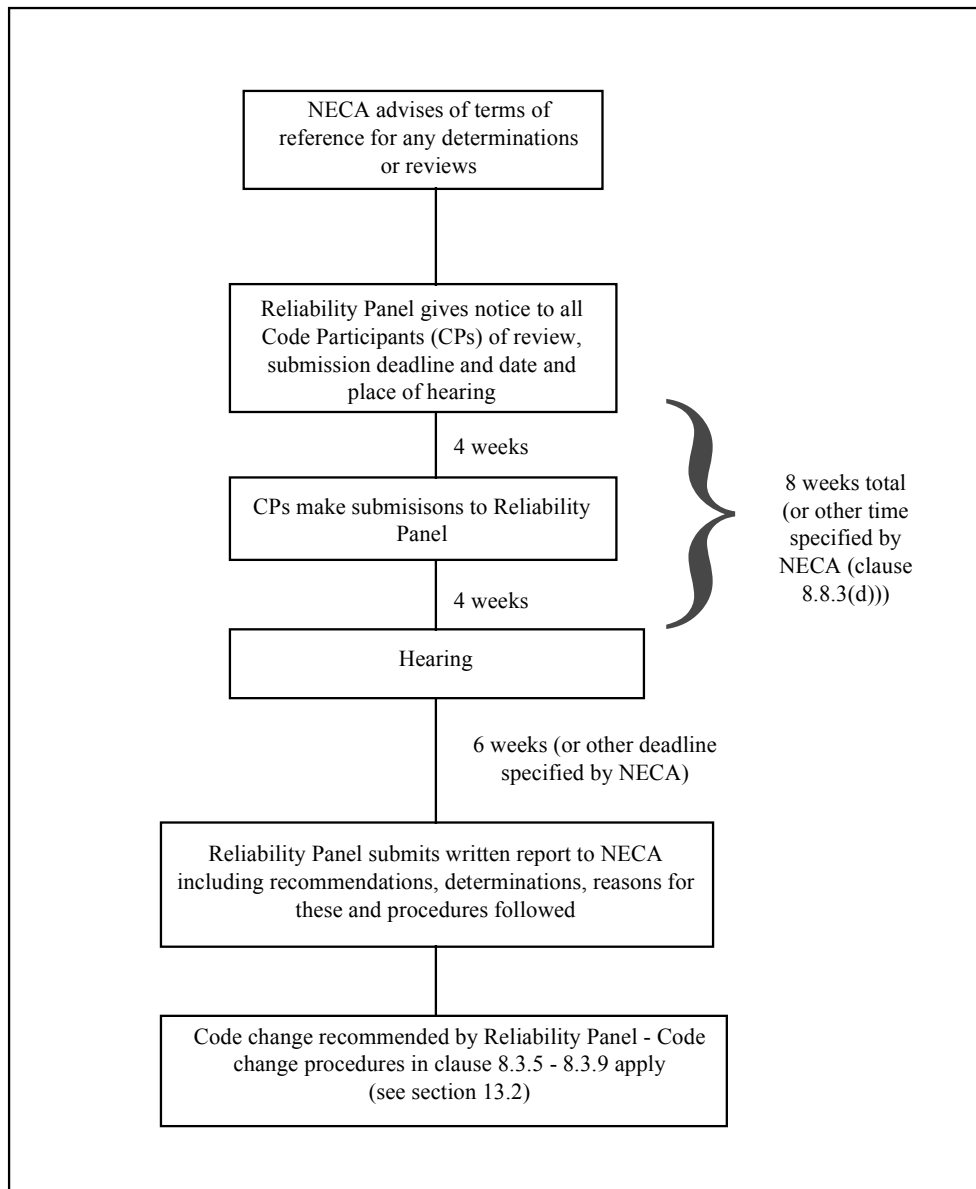 NECA advises of terms of
reference for any determinations
or reviews
Reliability Panel gives notice to all
Code Participants (CPs) of review,
submission deadline and date and
place of hearing
4 weeks
CPs make submisisons to Reliability
Panel
4 weeks
8 weeks total
(or other time
specified by
NECA (clause
8.8.3(d)))
Hearing
6 weeks (or other deadline
specified by NECA)
Reliability Panel submits written report to NECA
including recommendations, determinations, reasons for
these and procedures followed
Code change recommended by Reliability Panel - Code
change procedures in clause 8.3.5 - 8.3.9 apply
(see section 13.2)